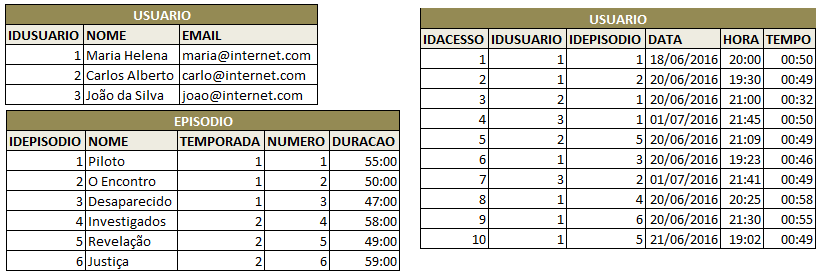 USUARIO
IDUSUARIO NOME EMAIL
1 Maria Helena maria@internet.com
2 Carlos Alberto carlo@internet.com
3 João da Silva joao@internet.com
EPISODIO
IDEPISODIO NOME TEMPORADA NUMERO DURACAO
1 Piloto 1 1 55:00
2 O Encontro 1 2 50:00
3 Desaparecido 1 3 47:00
4 Investigados 2 4 58:00
5 Revelação 2 5 49:00
6 Justiça 2 6 59:00
USUARIO
IDACESSO IDUSUARIO IDEPISODIO DATA HORA TEMPO
1 1 1 18/06/2016 20:00 00:50
2 1 2 20/06/2016 19:30 00:49
3 2 1 20/06/2016 21:00 00:32
4 3 1 01/07/2016 21:45 00:50
5 2 5 20/06/2016 21:09 00:49
6 1 3 20/06/2016 19:23 00:46
7 3 2 01/07/2016 21:41 00:49
8 1 4 20/06/2016 20:25 00:58
9 1 6 20/06/2016 21:30 00:55
10 1 5 21/06/2016 19:02 00:49